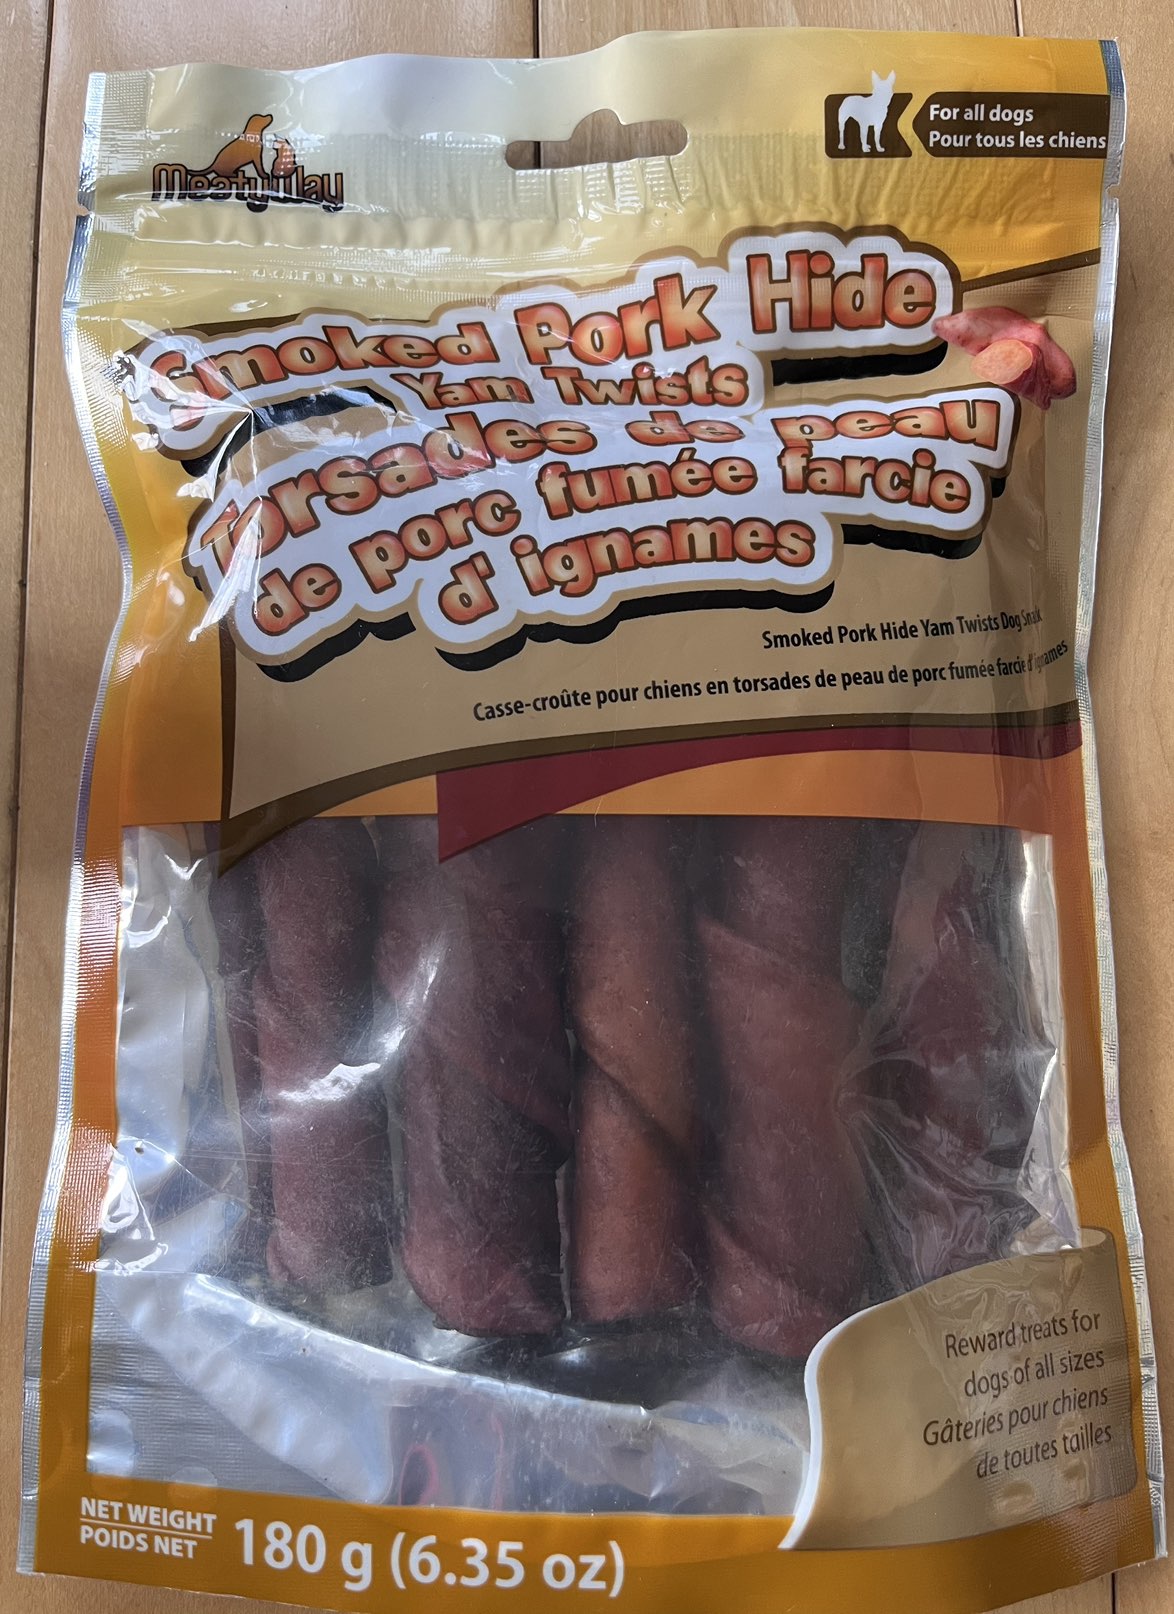 Meaty Way
For all dogs
Pour tous les chiens
Smoked Pork Hide
Yam Twists
Torsades de peau
de porc fumée farcie
d' ignames
Smoked Pork Hide Yam Twists Dog Snack
Casse-croûte pour chiens en torsades de peau de porc fumée farcie d'ignames
Reward treats for
dogs of all sizes
Gâteries pour chiens
de toutes tailles
NET WEIGHT
POIDS NET
180 g (6.35 oz)